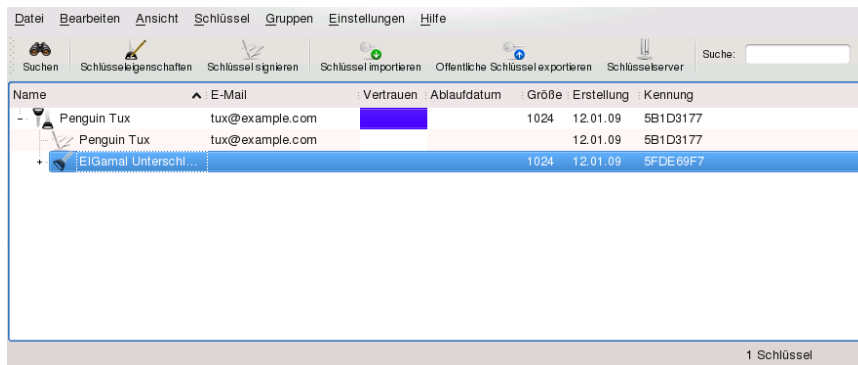 Datei Bearbeiten Ansicht Schlüssel Gruppen Einstellungen Hilfe
Suchen Schlüsseleigenschaften Schlüssel signieren Schlüssel importieren Öffentliche Schlüssel exportieren Schlüsselserver Suche:
Name E-Mail Vertrauen Ablaufdatum Größe Erstellung Kennung
Penguin Tux tux@example.com 1024 12.01.09 5B1D3177
Penguin Tux tux@example.com 12.01.09 5B1D3177
ElGamal Unterschl... 1024 12.01.09 5FDE69F7
1 Schlüssel